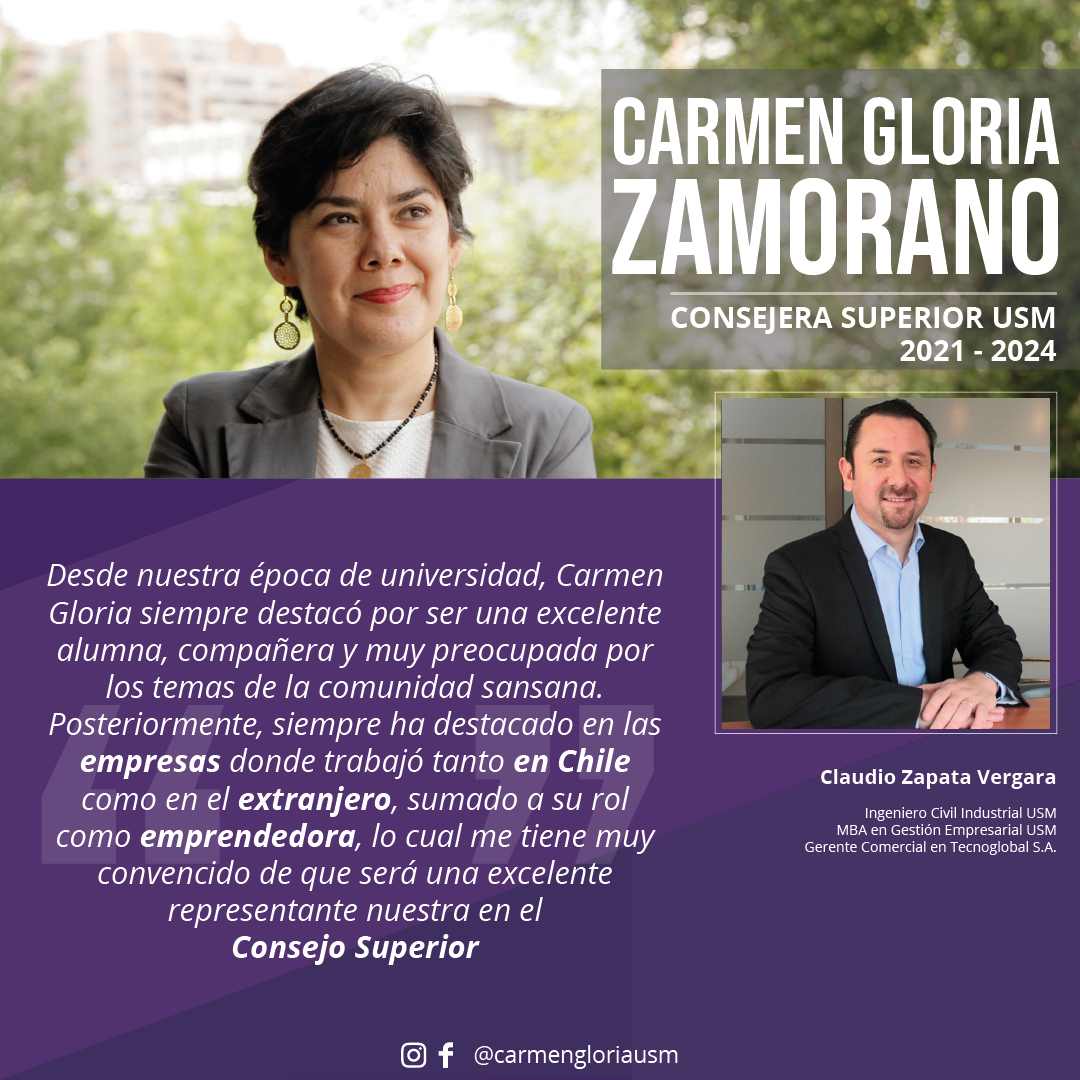 CARMEN GLORIA
ZAMORANO
CONSEJERA SUPERIOR USM
2021 - 2024
Desde nuestra época de universidad, Carmen
Gloria siempre destacó por ser una excelente
alumna, compañera y muy preocupada por
los temas de la comunidad sansana.
Posteriormente, siempre ha destacado en las
empresas donde trabajó tanto en Chile
como en el extranjero, sumado a su rol
como emprendedora, lo cual me tiene muy
convencido de que será una excelente
representante nuestra en el
Consejo Superior
Claudio Zapata Vergara
Ingeniero Civil Industrial USM
MBA en Gestión Empresarial USM
Gerente Comercial en Tecnoglobal S.A.
@carmengloriausm